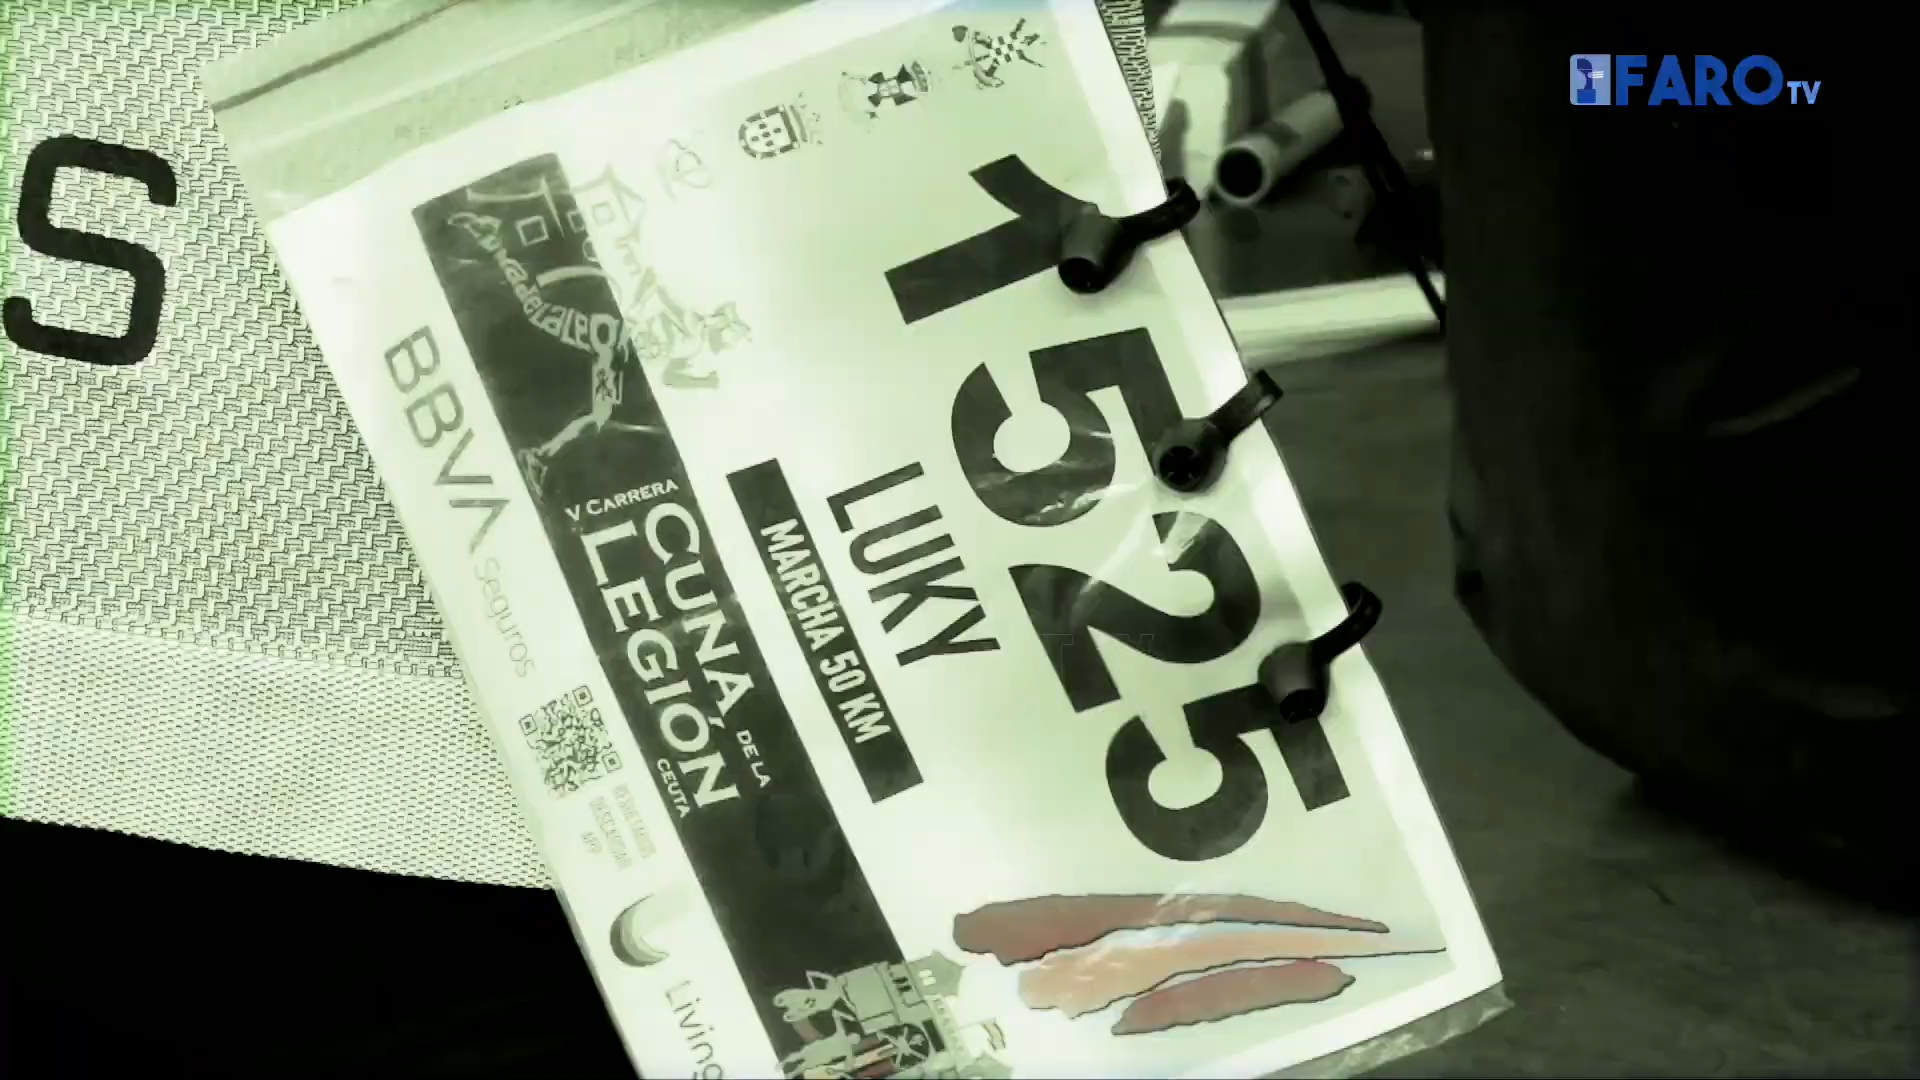 FARO TV
S
1525
LUKY
MARCHA 50 KM
V CARRERA
CUNA DE LA
LEGIÓN
CEUTA
BBVA Seguros
Living